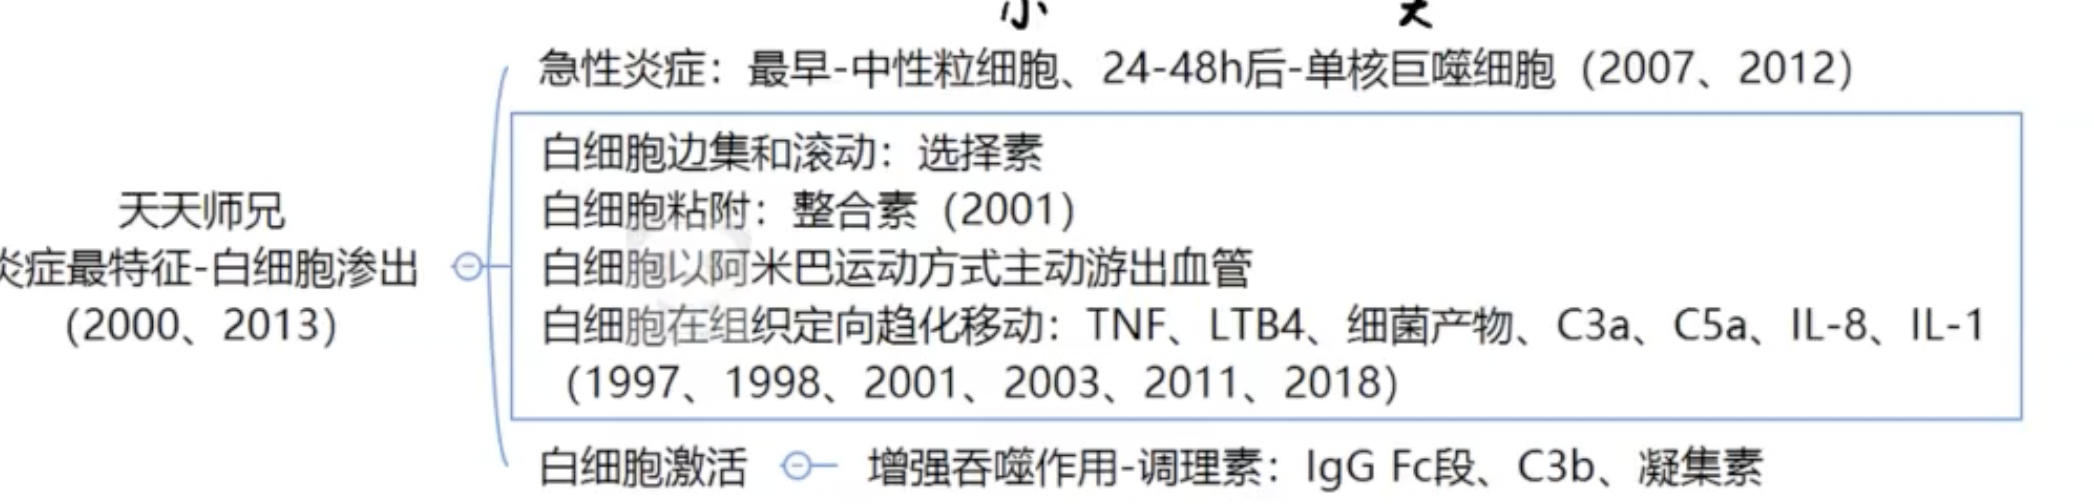 急性炎症：最早-中性粒细胞、24-48h后-单核巨噬细胞（2007、2012）
白细胞边集和滚动：选择素
白细胞粘附：整合素（2001）
天天师兄
炎症最特征-白细胞渗出
（2000、2013）
白细胞以阿米巴运动方式主动游出血管
白细胞在组织定向趋化移动：TNF、LTB4、细菌产物、C3a、C5a、IL-8、IL-1
（1997、1998、2001、2003、2011、2018）
白细胞激活
增强吞噬作用-调理素：IgG Fc段、C3b、凝集素